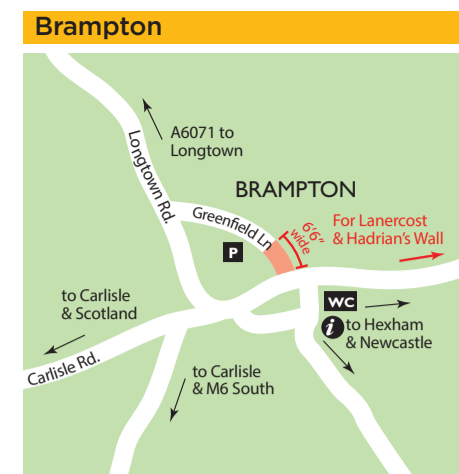 Brampton
A6071 to
Longtown
Longtown Rd.
BRAMPTON
Greenfield Ln
6'6"
wide
For Lanercost
& Hadrian's Wall
P
to Carlisle
& Scotland
WC
i
to Hexham
& Newcastle
Carlisle Rd.
to Carlisle
& M6 South